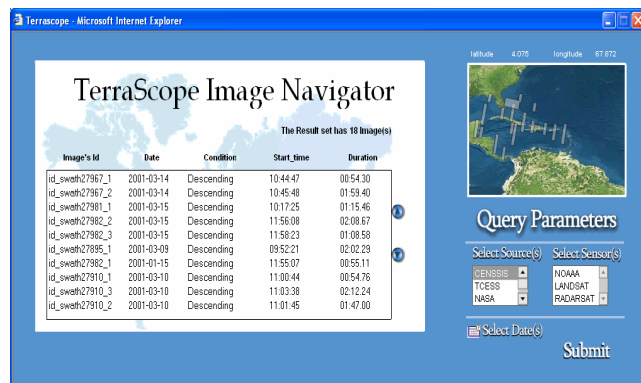 Terrascope - Microsoft Internet Explorer
latitude 4.075 longitude 67.872
TerraScope Image Navigator
The Result set has 18 Image(s)
Image's Id Date Condition Start_time Duration
id_swath27967_1 2001-03-14 Descending 10:44:47 00:54.30
id_swath27967_2 2001-03-14 Descending 10:45:48 01:59.40
id_swath27981_1 2001-03-15 Descending 10:17:25 01:15.46
id_swath27982_2 2001-03-15 Descending 11:56:08 02:08.67
id_swath27982_3 2001-03-15 Descending 11:58:23 01:08.58
id_swath27895_1 2001-03-09 Descending 09:52:21 02:02.29
id_swath27982_1 2001-01-15 Descending 11:55:07 00:55.11
id_swath27910_1 2001-03-10 Descending 11:00:44 00:54.76
id_swath27910_3 2001-03-10 Descending 11:03:38 02:12.24
id_swath27910_2 2001-03-10 Descending 11:01:45 01:47.00
Query Parameters
Select Source(s) Select Sensor(s)
CENSSIS NOAAA
TCESS LANDSAT
NASA RADARSAT
Select Date(s)
Submit